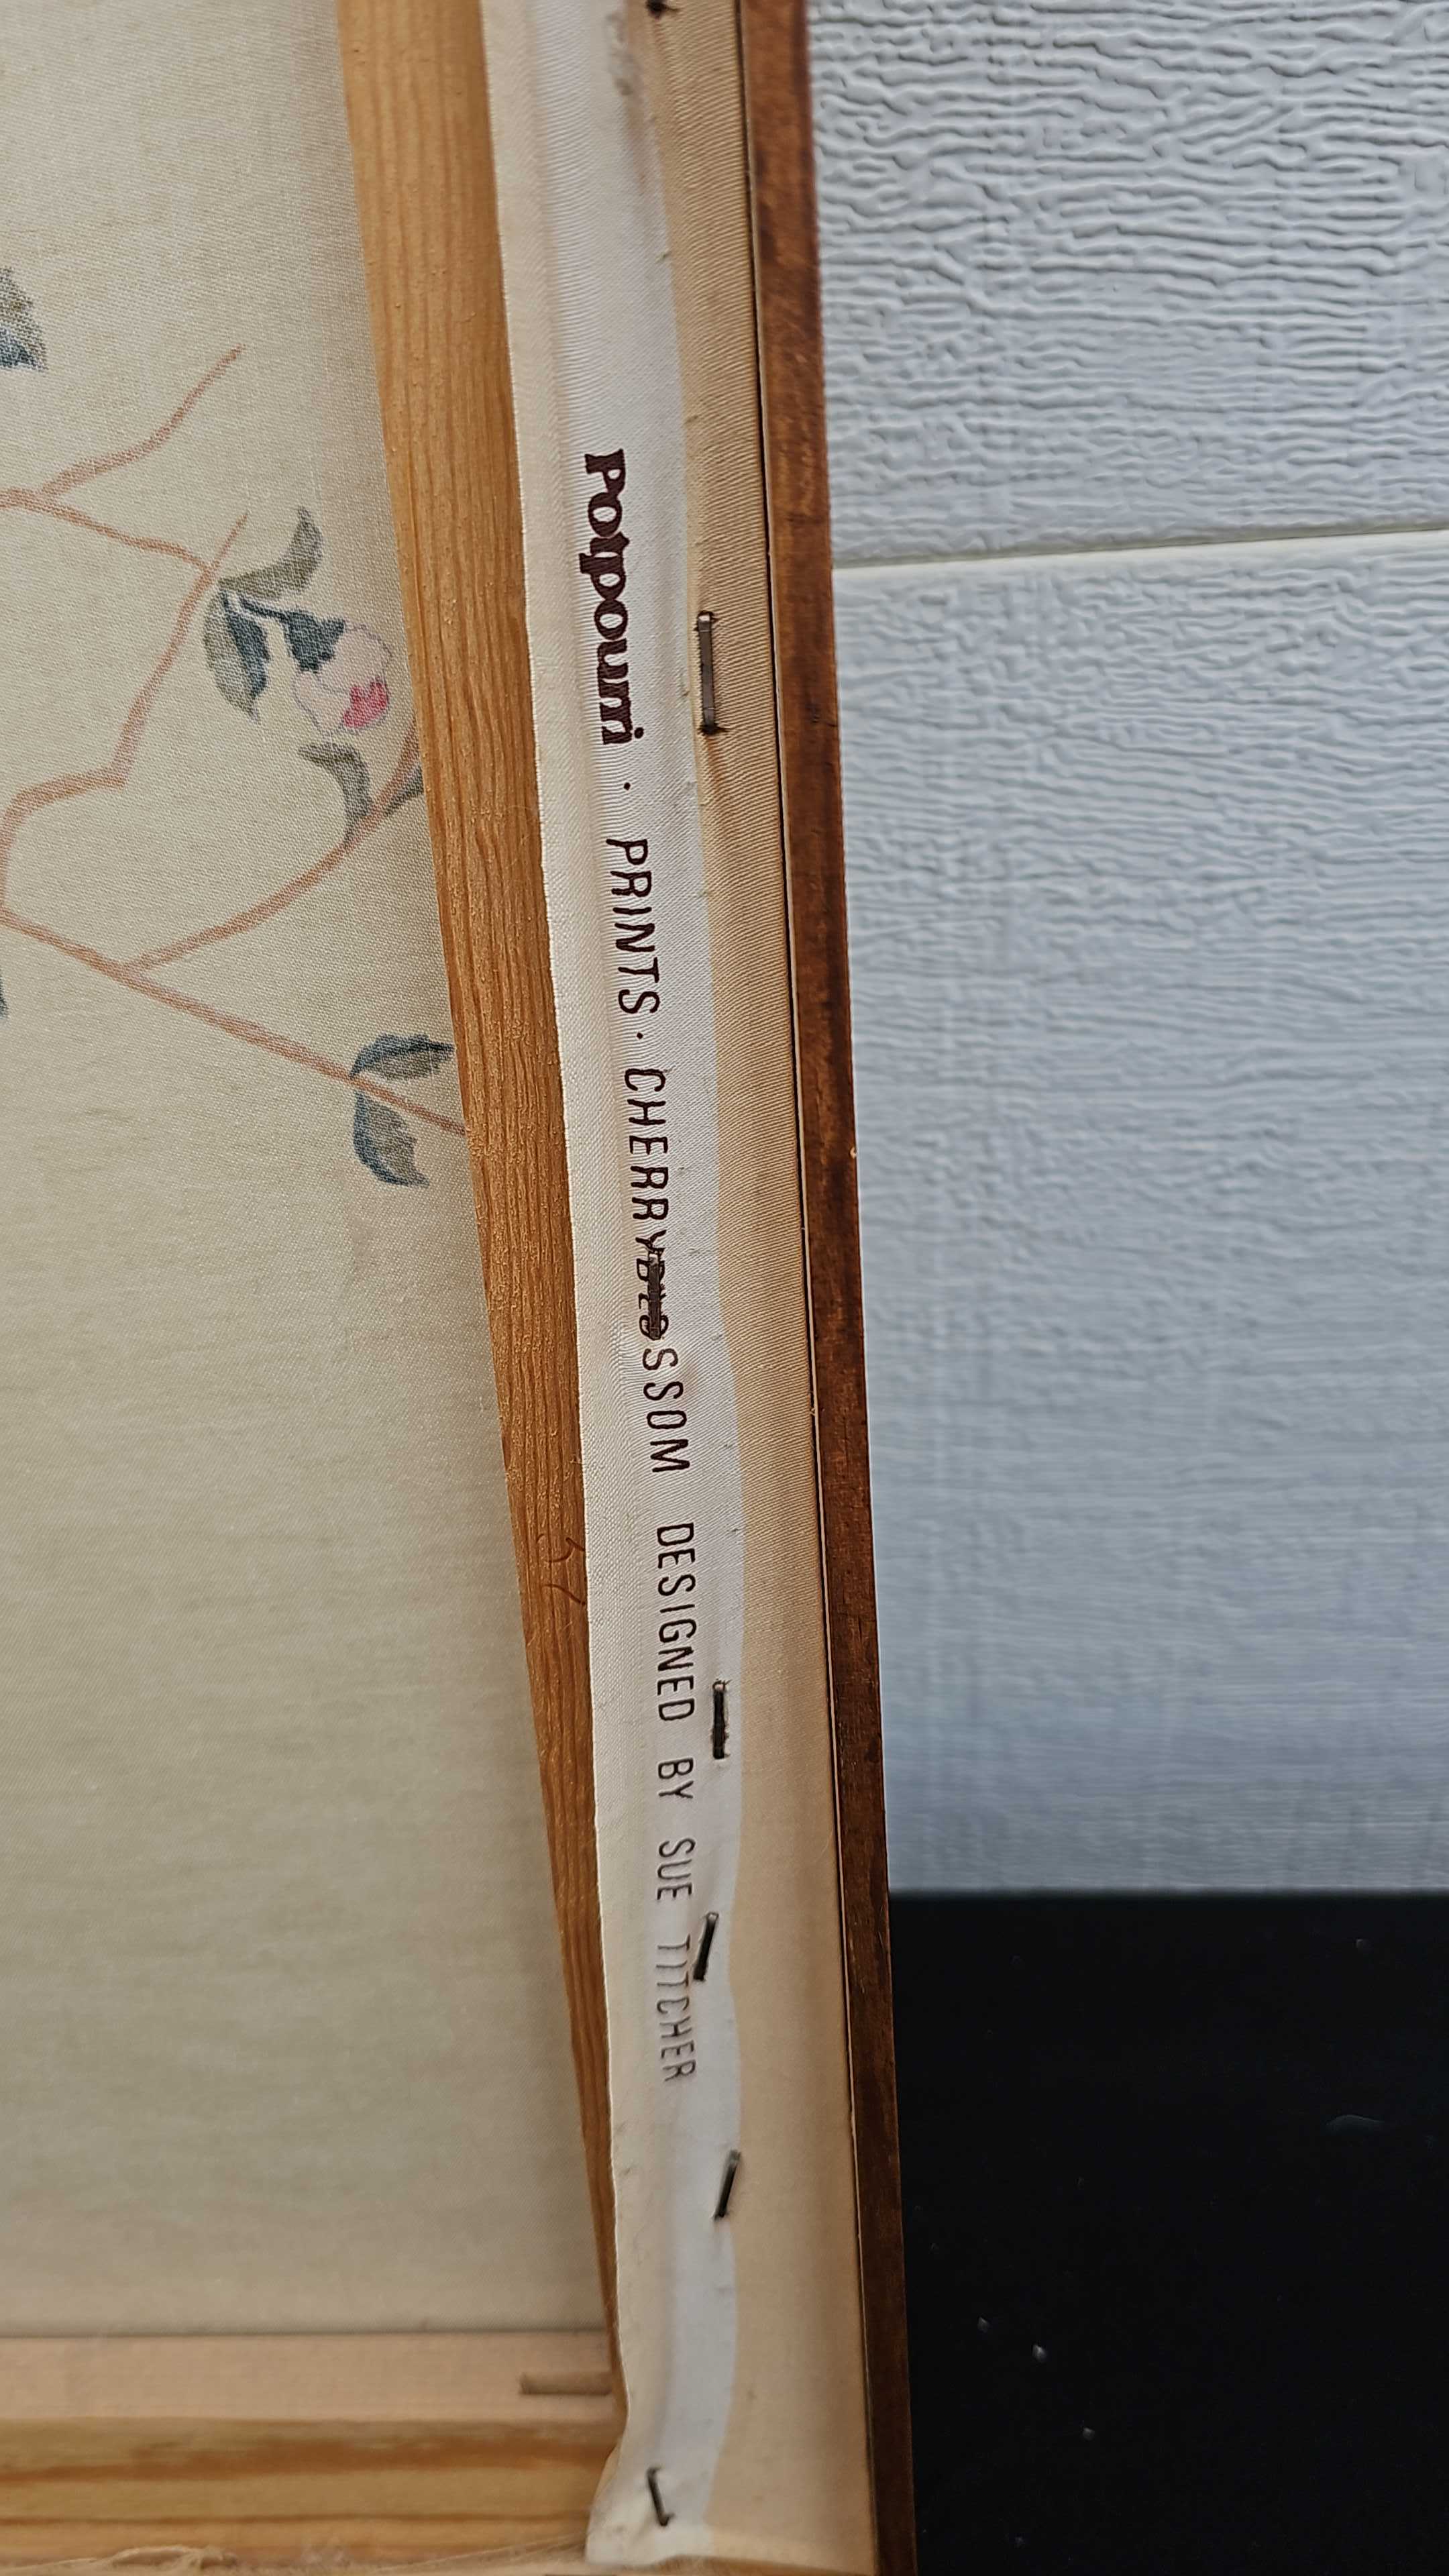 Potpourri · PRINTS · CHERRY BLOSSOM DESIGNED BY SUE TITCHER